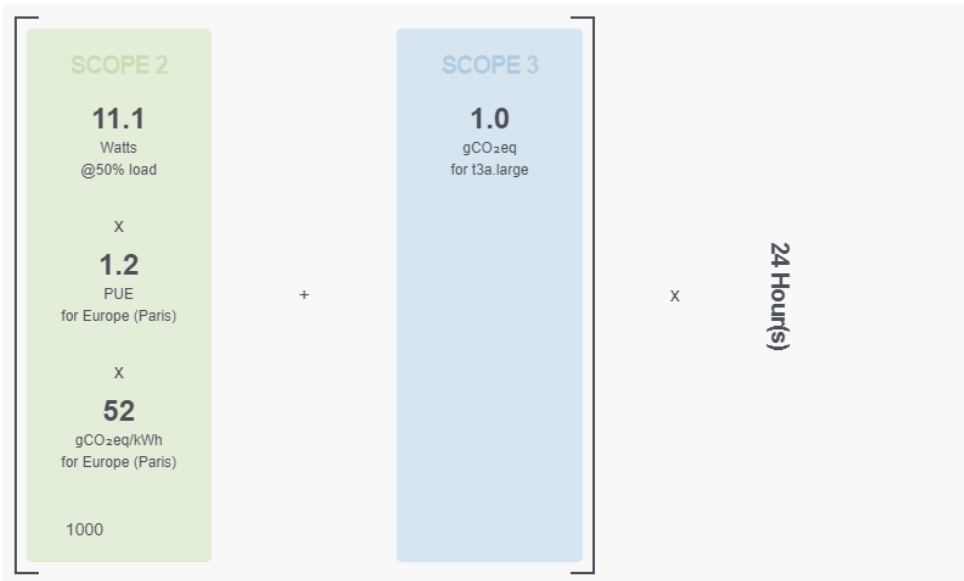 SCOPE 2
11.1
Watts
@50% load
x
1.2
PUE
for Europe (Paris)
x
52
gCO₂eq/kWh
for Europe (Paris)
1000
+
SCOPE 3
1.0
gCO₂eq
for t3a.large
x
24 Hour(s)